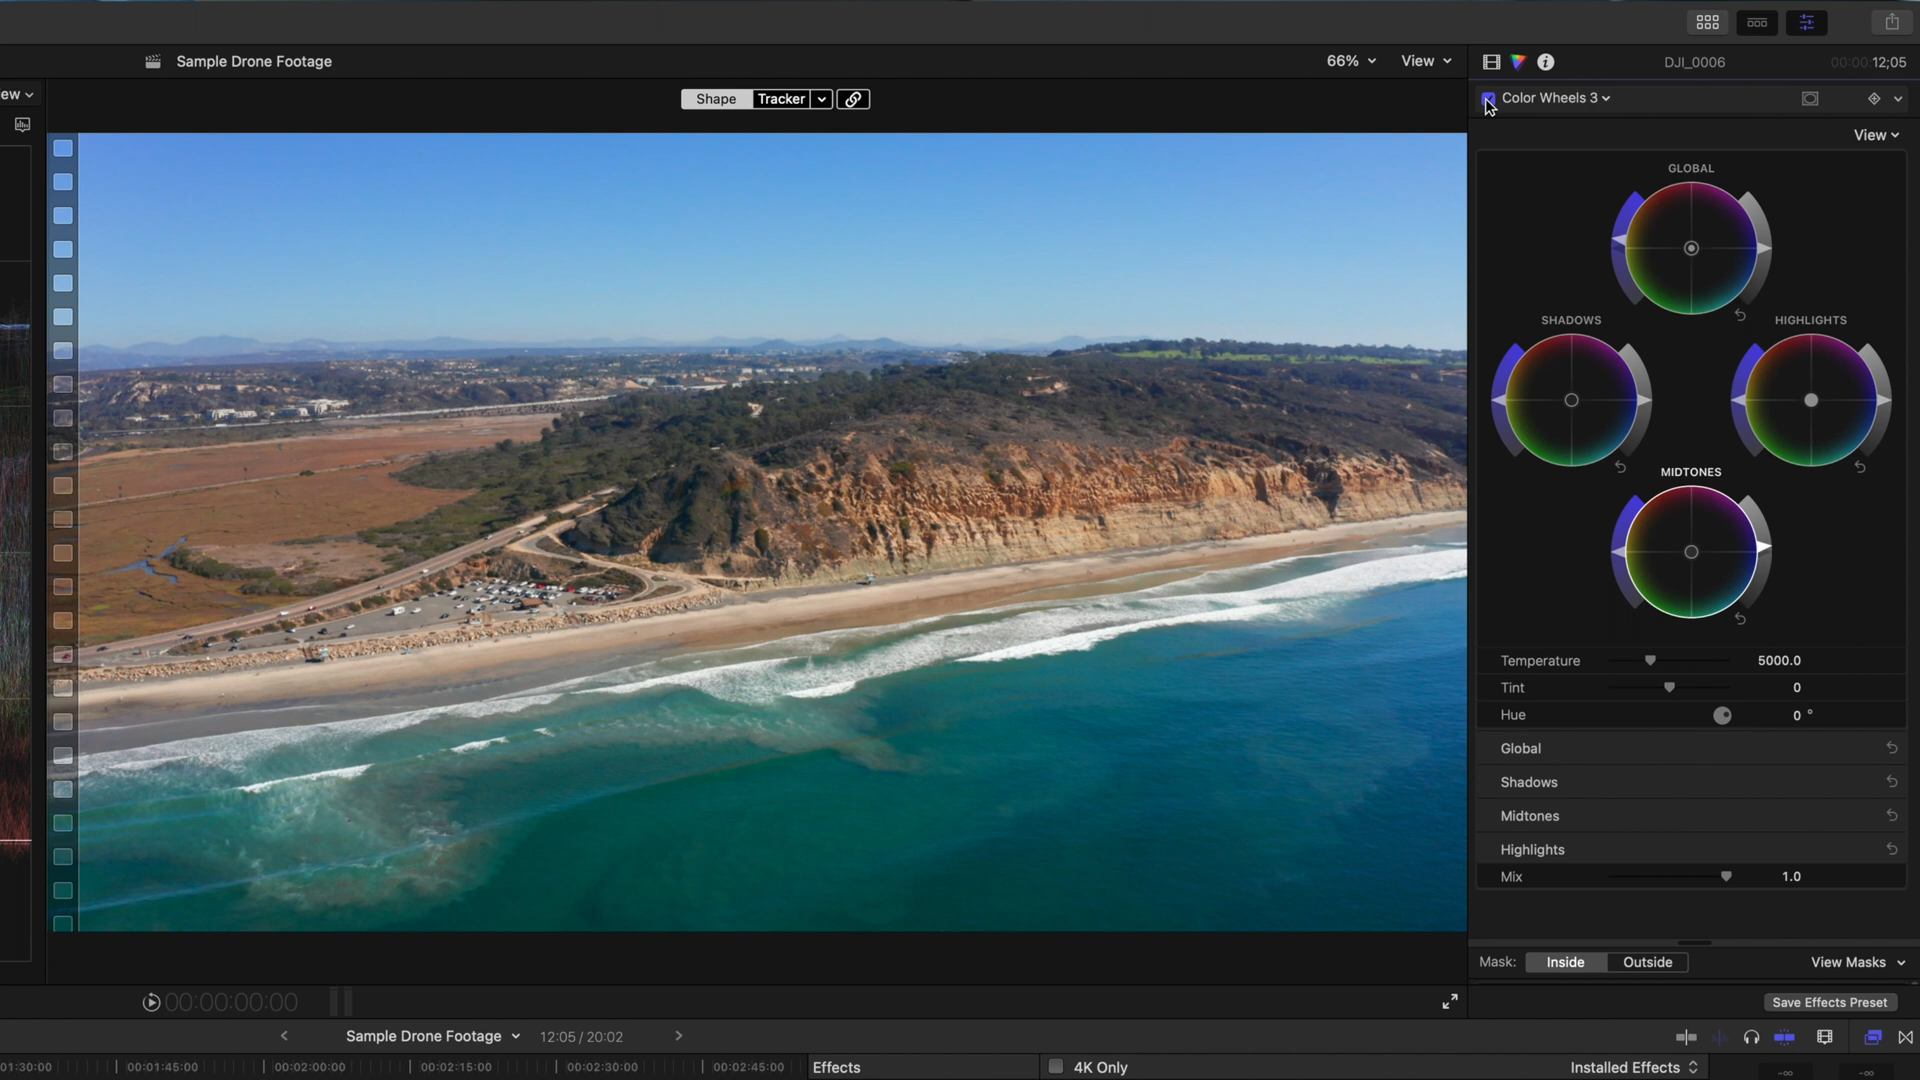 Sample Drone Footage
66%
View
DJI_0006
00:00:12;05
ew
Shape
Tracker
Color Wheels 3
View
GLOBAL
SHADOWS
HIGHLIGHTS
MIDTONES
Temperature
5000.0
Tint
0
Hue
0 °
Global
Shadows
Midtones
Highlights
Mix
1.0
Mask:
Inside
Outside
View Masks
00:00:00:00
Save Effects Preset
Sample Drone Footage
12:05 / 20:02
01:30:00
00:01:45:00
00:02:00:00
00:02:15:00
00:02:30:00
00:02:45:00
Effects
4K Only
Installed Effects
-∞
-∞